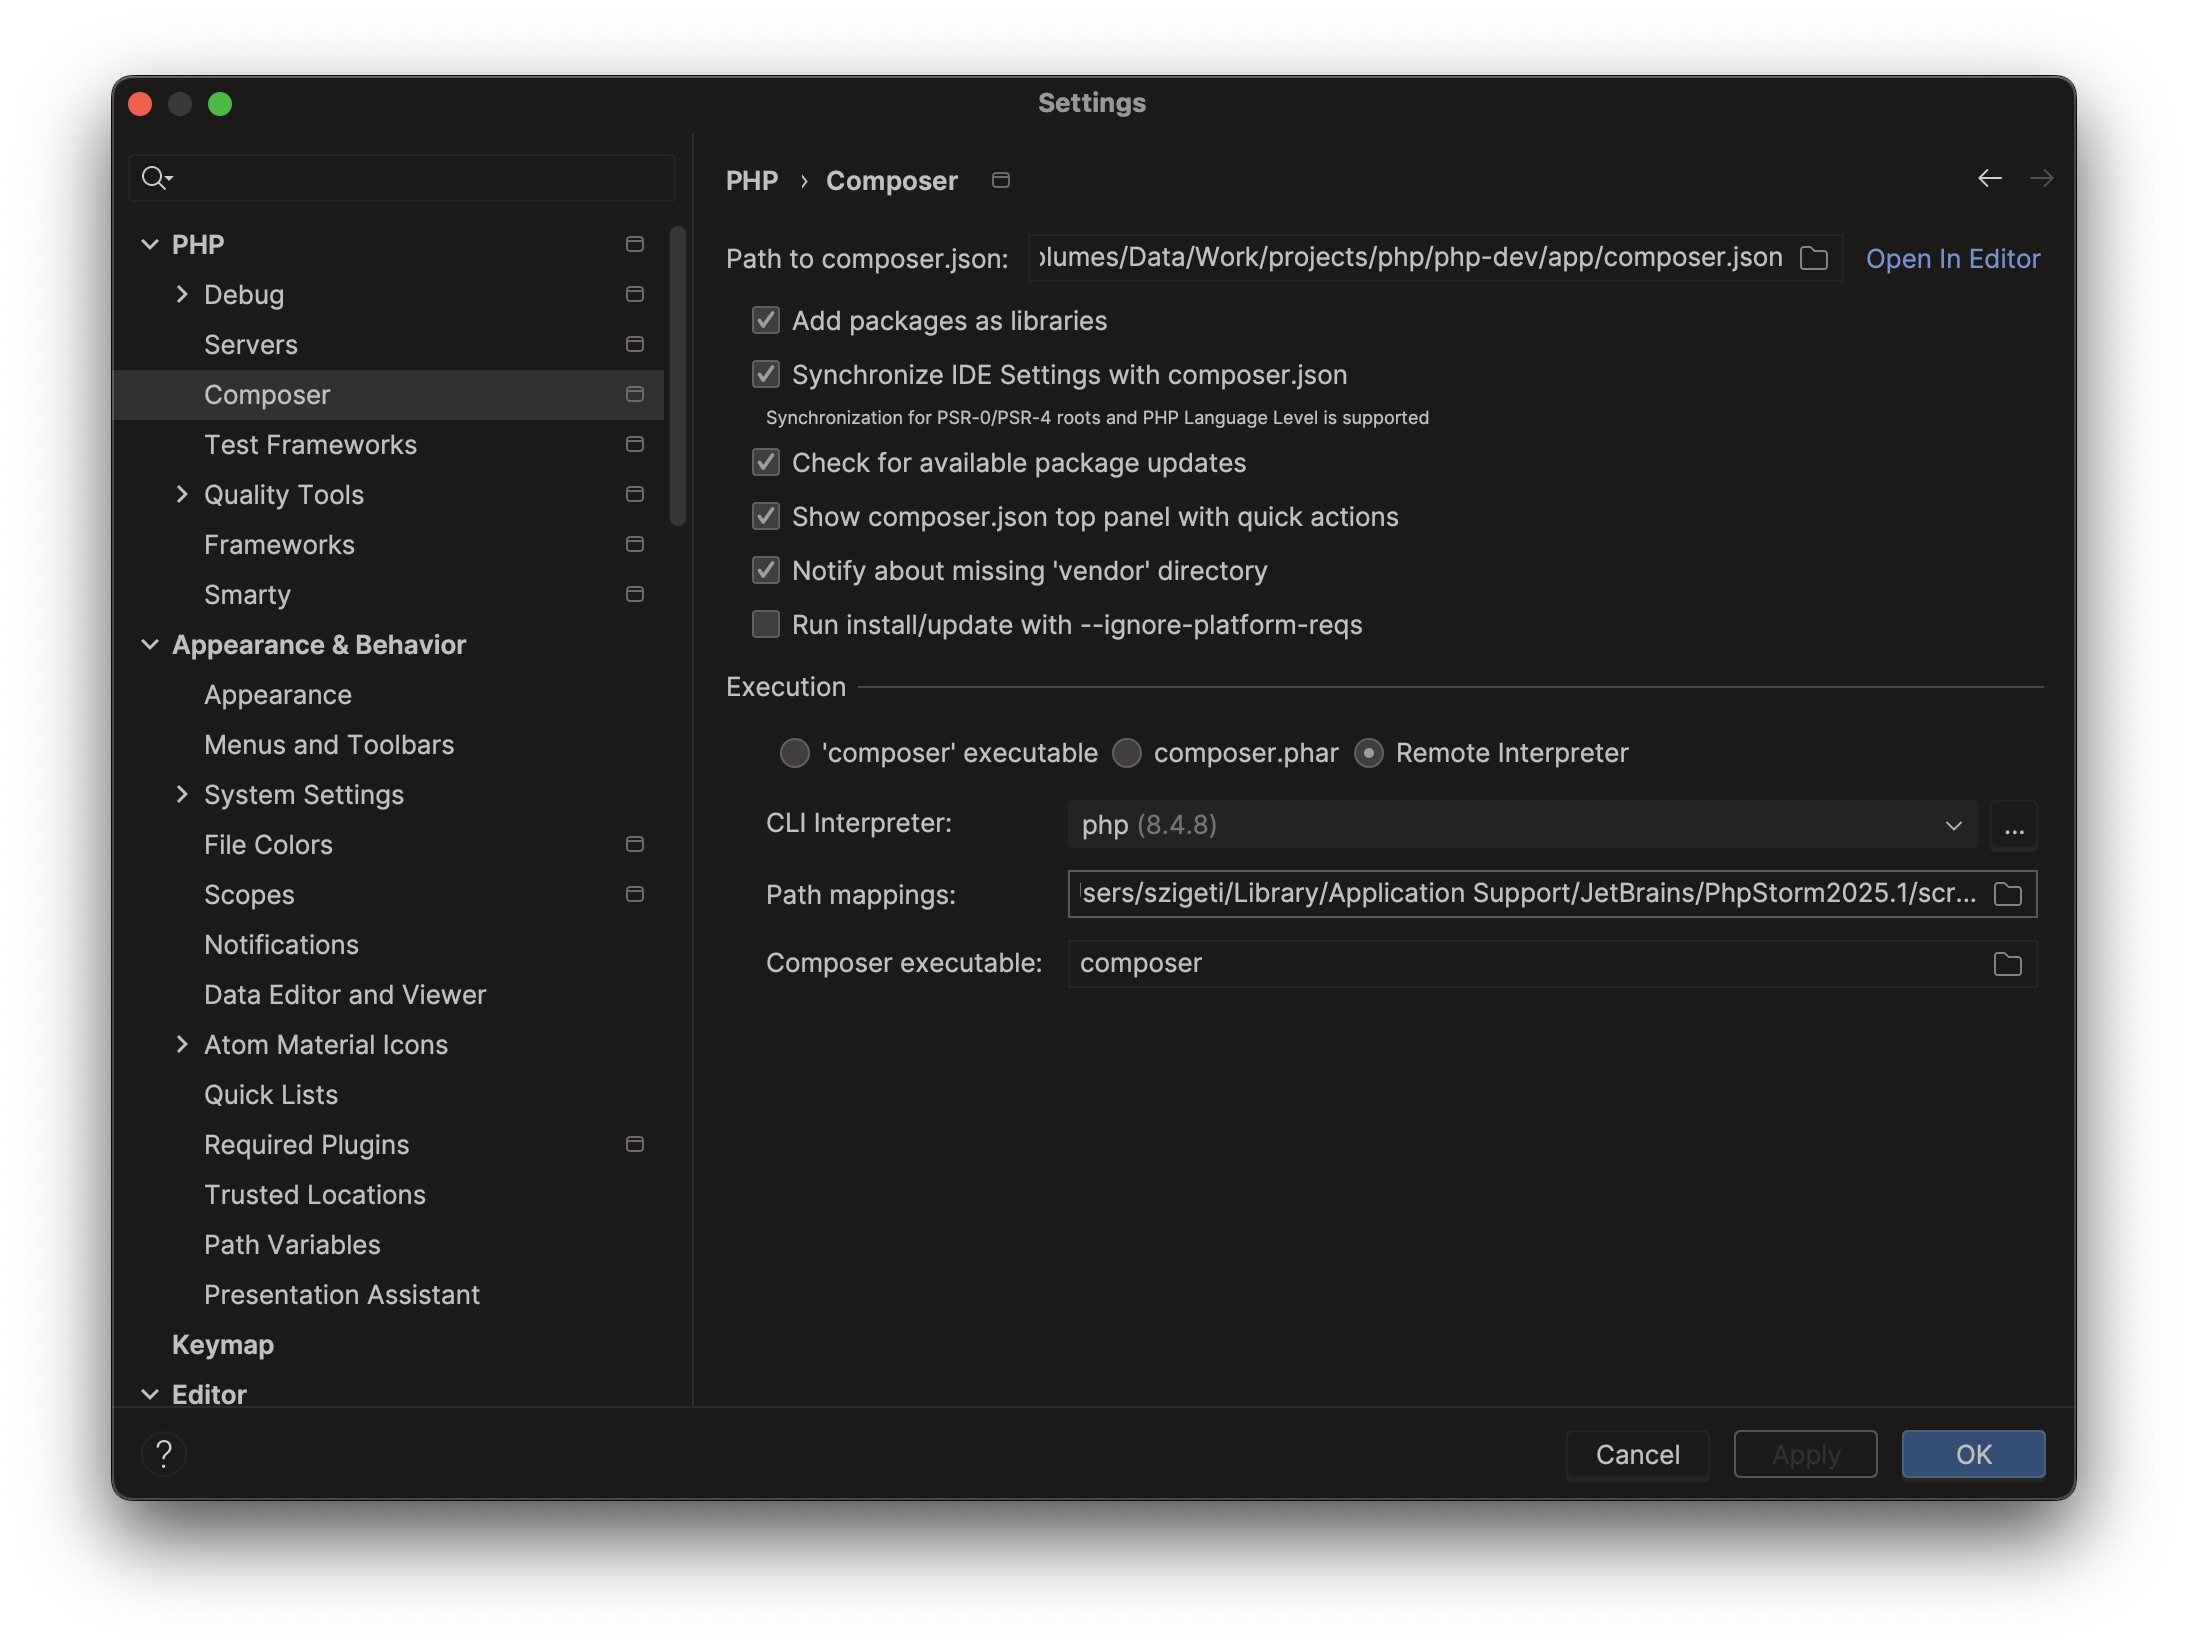 Settings
PHP
Debug
Servers
Composer
Test Frameworks
Quality Tools
Frameworks
Smarty
Appearance & Behavior
Appearance
Menus and Toolbars
System Settings
File Colors
Scopes
Notifications
Data Editor and Viewer
Atom Material Icons
Quick Lists
Required Plugins
Trusted Locations
Path Variables
Presentation Assistant
Keymap
Editor
PHP › Composer
Path to composer.json: olumes/Data/Work/projects/php/php-dev/app/composer.json Open In Editor
Add packages as libraries
Synchronize IDE Settings with composer.json
Synchronization for PSR-0/PSR-4 roots and PHP Language Level is supported
Check for available package updates
Show composer.json top panel with quick actions
Notify about missing 'vendor' directory
Run install/update with --ignore-platform-reqs
Execution
'composer' executable composer.phar Remote Interpreter
CLI Interpreter: php (8.4.8) ...
Path mappings: sers/szigeti/Library/Application Support/JetBrains/PhpStorm2025.1/scr...
Composer executable: composer
? Cancel Apply OK